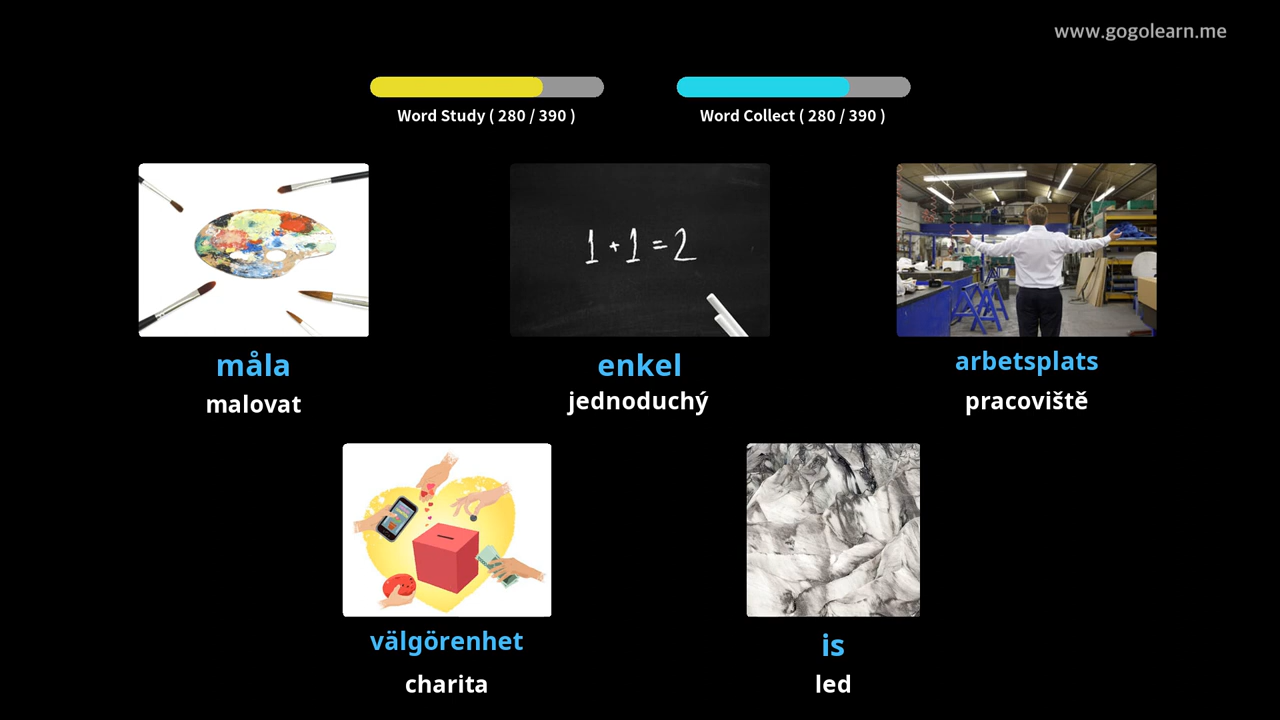 www.gogolearn.me
Word Study ( 280 / 390 )
Word Collect ( 280 / 390 )
1 + 1 = 2
måla
malovat
enkel
jednoduchý
arbetsplats
pracoviště
välgörenhet
charita
is
led